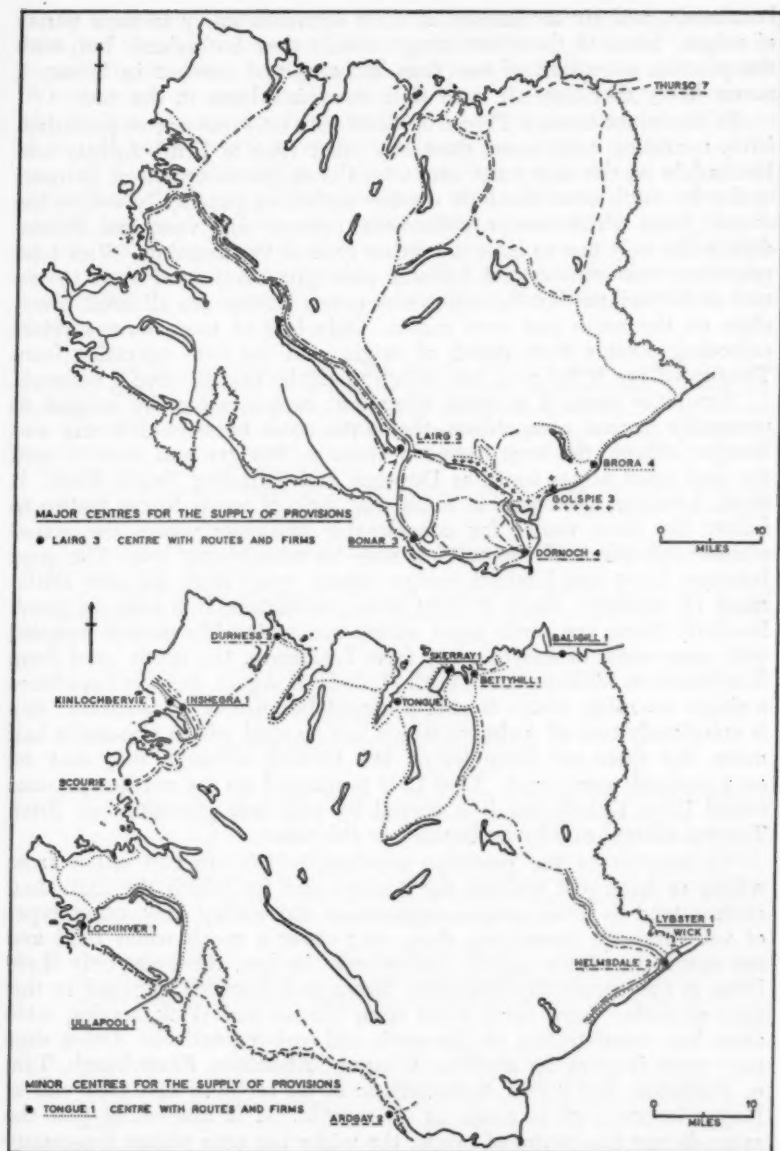 THURSO 7
LAIRG 3
BRORA 4
GOLSPIE 3
MAJOR CENTRES FOR THE SUPPLY OF PROVISIONS
LAIRG 3 CENTRE WITH ROUTES AND FIRMS
BONAR 3
DORNOCH 4
0 10
MILES
DURNESS 2
SKERRAY 1
BALIGILL 1
BETTYHILL 1
KINLOCHBERVIE 1
INSHEGRA 1
TONGUE 1
SCOURIE 1
LOCHINVER 1
LYBSTER 1
WICK 1
HELMSDALE 2
ULLAPOOL 1
MINOR CENTRES FOR THE SUPPLY OF PROVISIONS
TONGUE 1 CENTRE WITH ROUTES AND FIRMS
ARDGAY 2
0 10
MILES